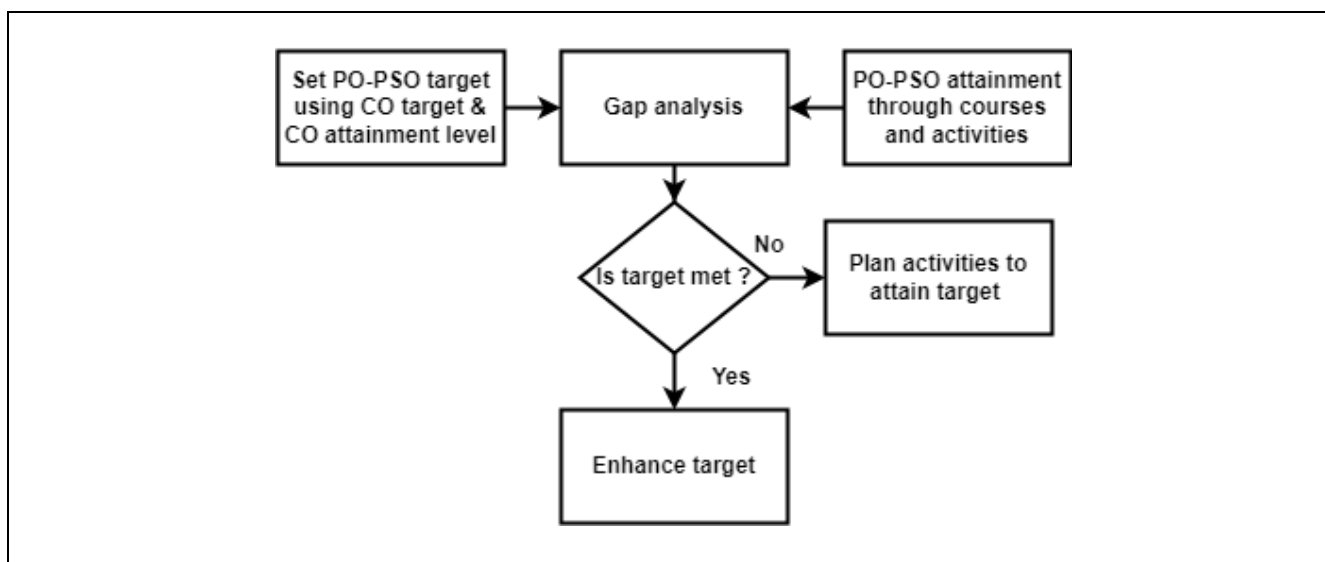 Set PO-PSO target
using CO target &
CO attainment level
Gap analysis
PO-PSO attainment
through courses
and activities
Is target met ?
No
Plan activities to
attain target
Yes
Enhance target